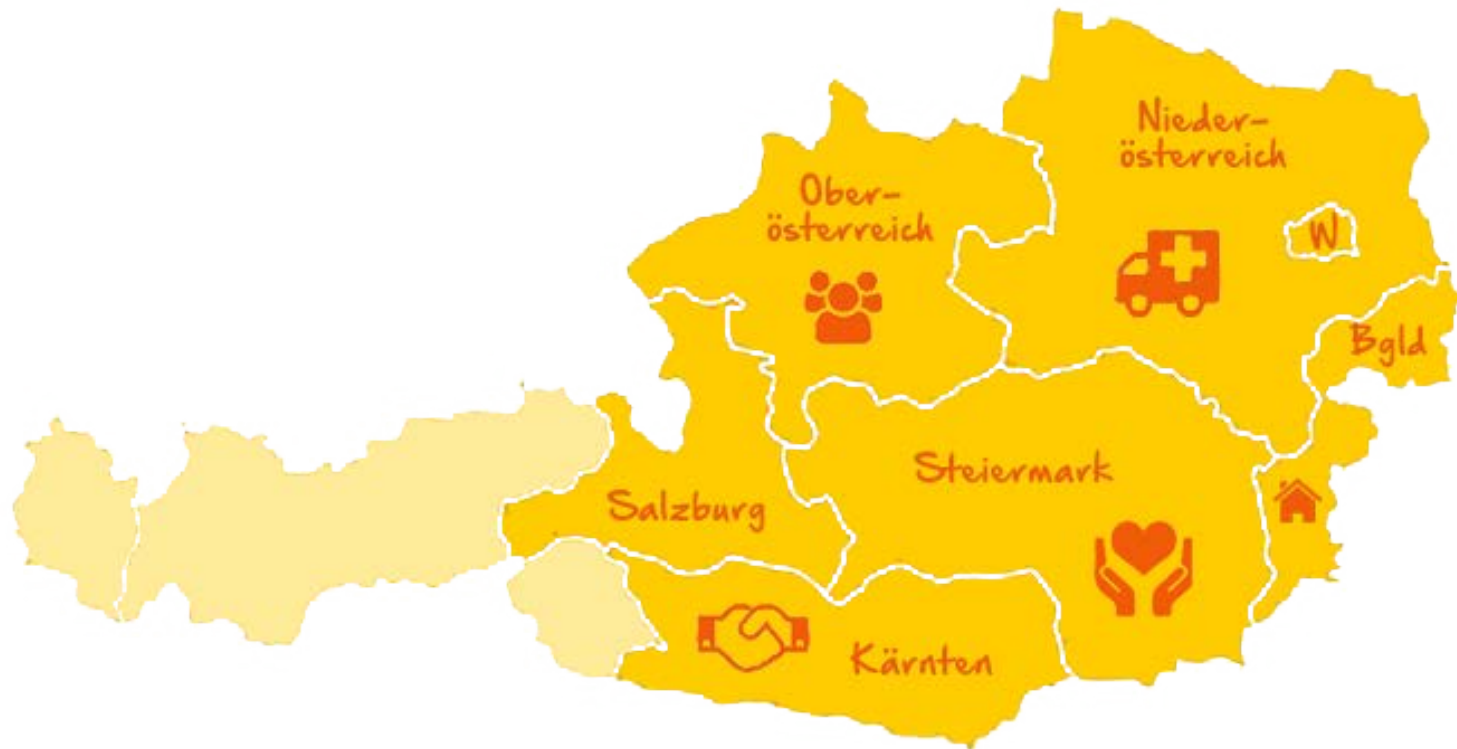 Nieder-
österreich
Ober-
österreich
W
Bgld
Steiermark
Salzburg
Kärnten